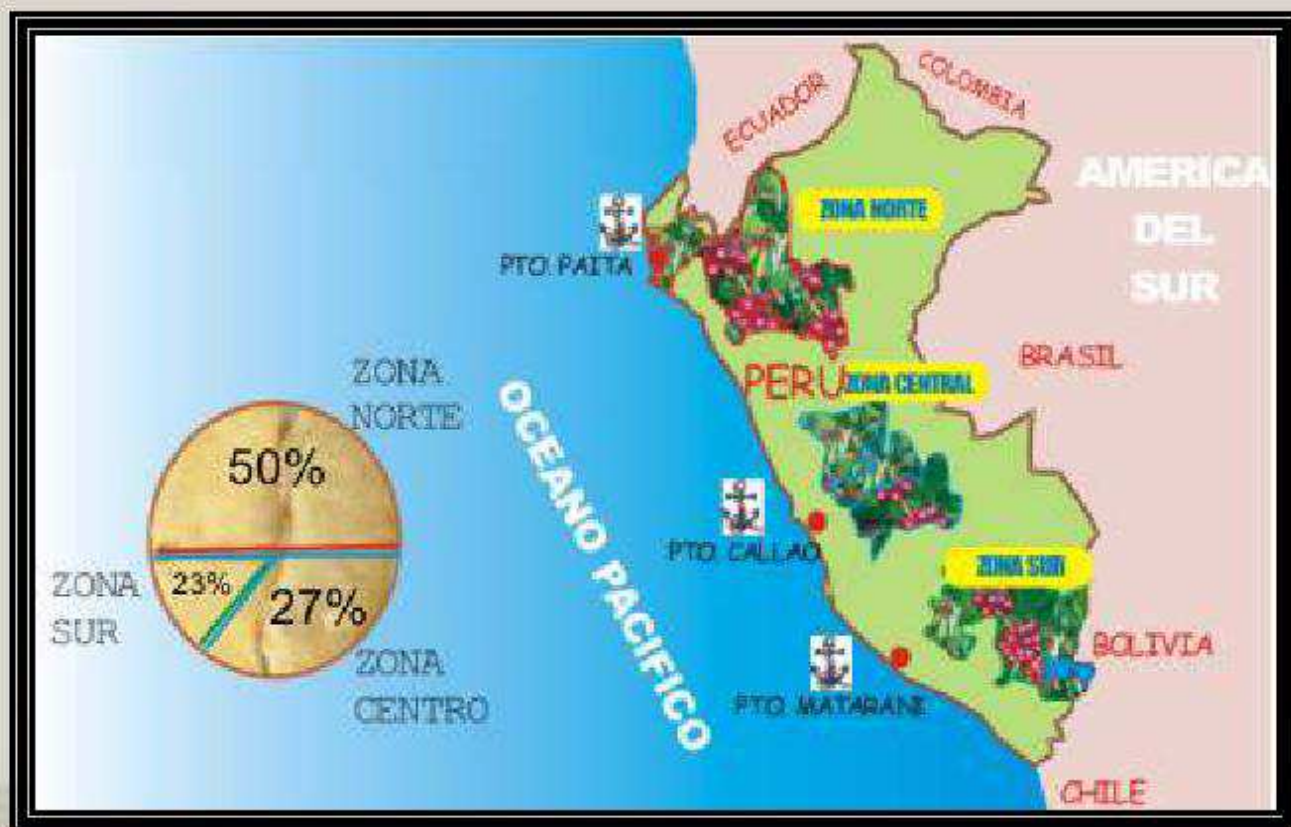 ECUADOR
COLOMBIA
AMERICA
DEL
SUR
ZONA NORTE
PTO. PAITA
BRASIL
PERU
ZONA CENTRAL
ZONA
NORTE
50%
OCEANO PACIFICO
PTO. CALLAO
ZONA SUR
ZONA
SUR
23%
27%
ZONA
CENTRO
BOLIVIA
PTO. MATARANI
CHILE